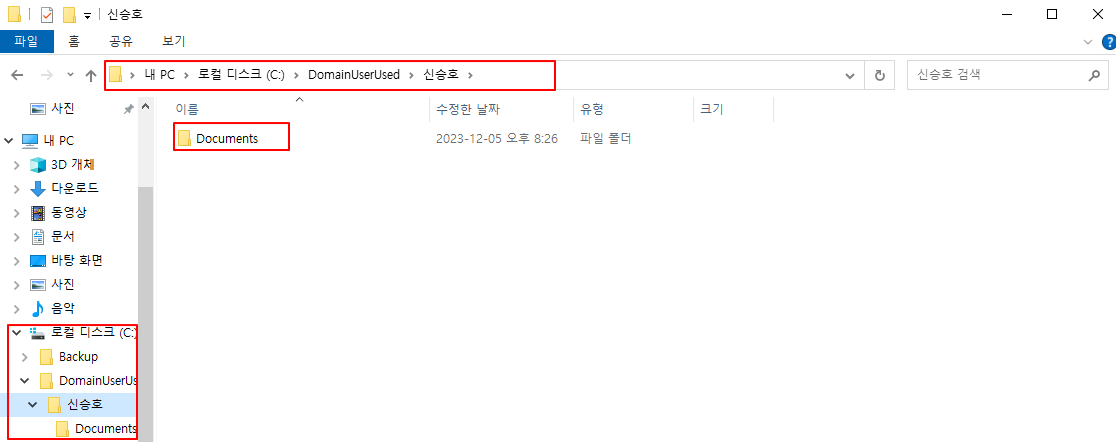 신승호
파일 홈 공유 보기
내 PC 로컬 디스크 (C:) DomainUserUsed 신승호
신승호 검색
이름 수정한 날짜 유형 크기
Documents 2023-12-05 오후 8:26 파일 폴더
사진
내 PC
3D 개체
다운로드
동영상
문서
바탕 화면
사진
음악
로컬 디스크 (C:)
Backup
DomainUserUs
신승호
Documents